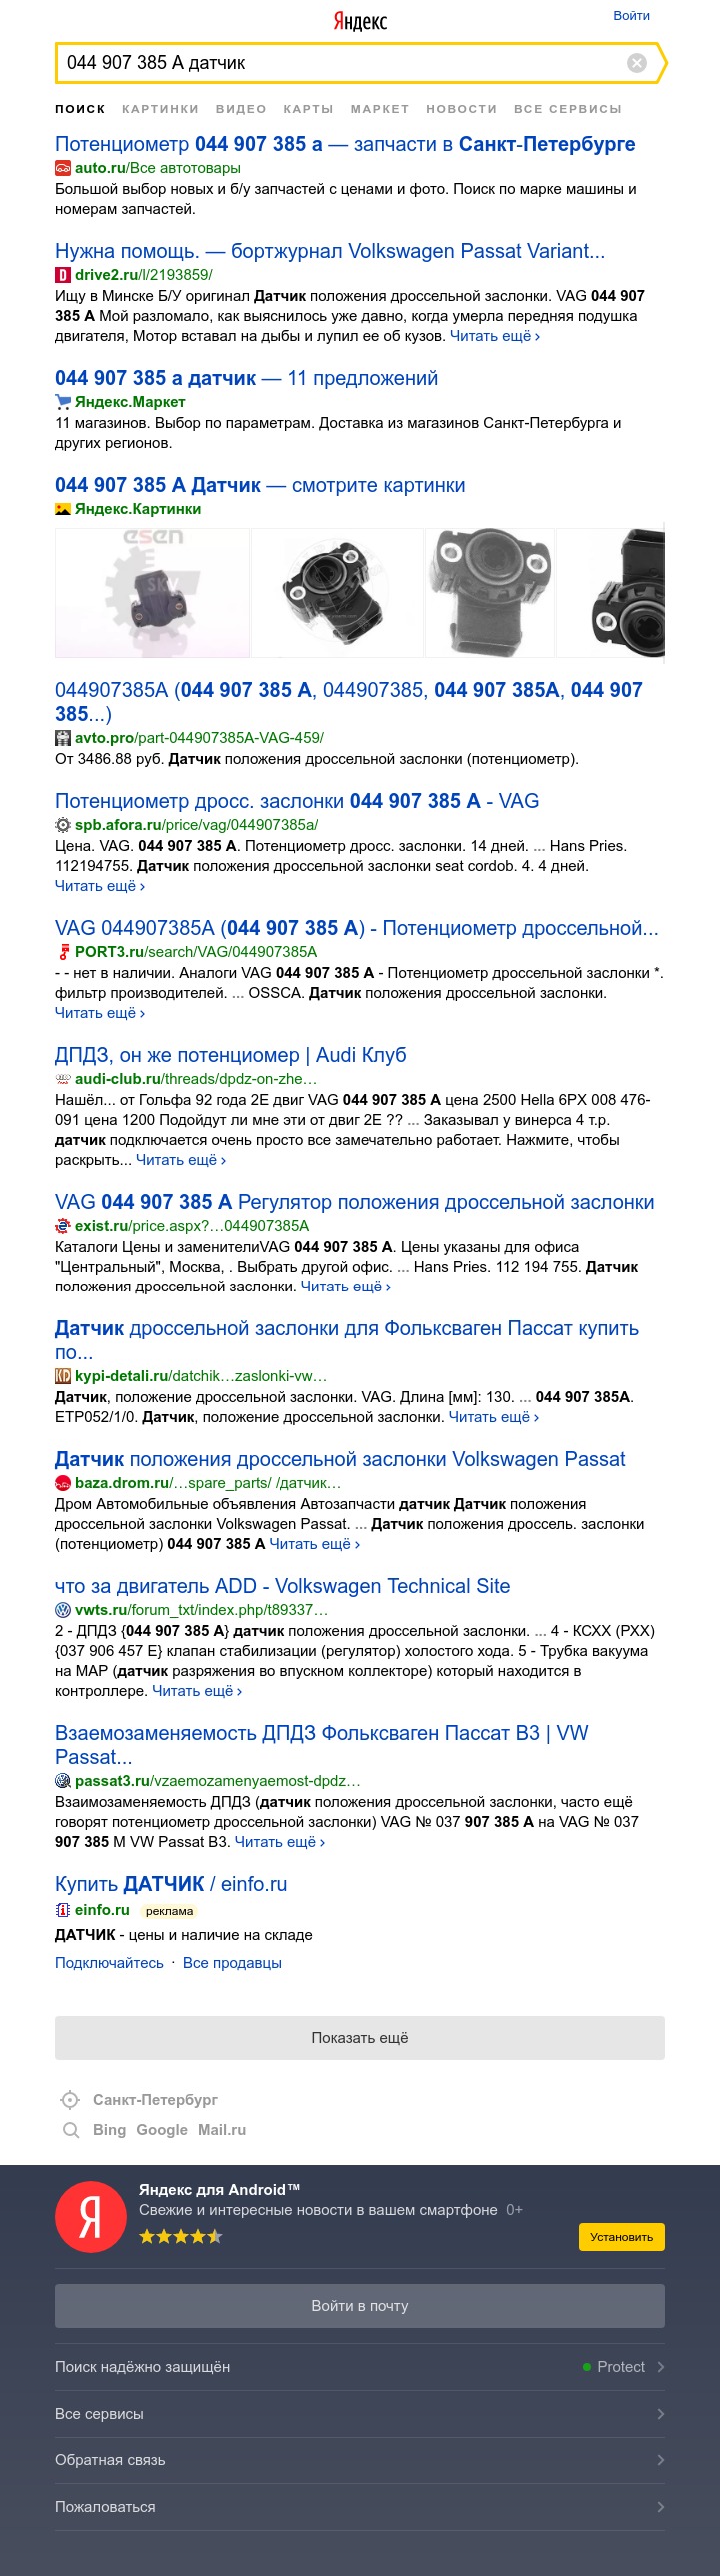 Яндекс
Войти
044 907 385 A датчик
ПОИСК КАРТИНКИ ВИДЕО КАРТЫ МАРКЕТ НОВОСТИ ВСЕ СЕРВИСЫ
Потенциометр 044 907 385 a — запчасти в Санкт-Петербурге
auto.ru/Все автотовары
Большой выбор новых и б/у запчастей с ценами и фото. Поиск по марке машины и
номерам запчастей.
Нужна помощь. — бортжурнал Volkswagen Passat Variant...
drive2.ru/l/2193859/
Ищу в Минске Б/У оригинал Датчик положения дроссельной заслонки. VAG 044 907
385 A Мой разломало, как выяснилось уже давно, когда умерла передняя подушка
двигателя, Мотор вставал на дыбы и лупил ее об кузов. Читать ещё ›
044 907 385 а датчик — 11 предложений
Яндекс.Маркет
11 магазинов. Выбор по параметрам. Доставка из магазинов Санкт-Петербурга и
других регионов.
044 907 385 А Датчик — смотрите картинки
Яндекс.Картинки
esen
SKV
044907385A (044 907 385 A, 044907385, 044 907 385A, 044 907
385...)
avto.pro/part-044907385A-VAG-459/
От 3486.88 руб. Датчик положения дроссельной заслонки (потенциометр).
Потенциометр дросс. заслонки 044 907 385 A - VAG
spb.afora.ru/price/vag/044907385a/
Цена. VAG. 044 907 385 A. Потенциометр дросс. заслонки. 14 дней. ... Hans Pries.
112194755. Датчик положения дроссельной заслонки seat cordob. 4. 4 дней.
Читать ещё ›
VAG 044907385A (044 907 385 A) - Потенциометр дроссельной...
PORT3.ru/search/VAG/044907385A
- - нет в наличии. Аналоги VAG 044 907 385 A - Потенциометр дроссельной заслонки *.
фильтр производителей. ... OSSCA. Датчик положения дроссельной заслонки.
Читать ещё ›
ДПДЗ, он же потенциомер | Audi Клуб
audi-club.ru/threads/dpdz-on-zhe…
Нашёл... от Гольфа 92 года 2Е двиг VAG 044 907 385 A цена 2500 Hella 6PX 008 476-
091 цена 1200 Подойдут ли мне эти от двиг 2Е ?? ... Заказывал у винерса 4 т.р.
датчик подключается очень просто все замечательно работает. Нажмите, чтобы
раскрыть... Читать ещё ›
VAG 044 907 385 A Регулятор положения дроссельной заслонки
exist.ru/price.aspx?…044907385A
Каталоги Цены и заменителиVAG 044 907 385 A. Цены указаны для офиса
"Центральный", Москва, . Выбрать другой офис. ... Hans Pries. 112 194 755. Датчик
положения дроссельной заслонки. Читать ещё ›
Датчик дроссельной заслонки для Фольксваген Пассат купить
по...
kypi-detali.ru/datchik…zaslonki-vw…
Датчик, положение дроссельной заслонки. VAG. Длина [мм]: 130. ... 044 907 385A.
ETP052/1/0. Датчик, положение дроссельной заслонки. Читать ещё ›
Датчик положения дроссельной заслонки Volkswagen Passat
baza.drom.ru/…spare_parts/ /датчик…
Дром Автомобильные объявления Автозапчасти датчик Датчик положения
дроссельной заслонки Volkswagen Passat. ... Датчик положения дроссель. заслонки
(потенциометр) 044 907 385 A Читать ещё ›
что за двигатель ADD - Volkswagen Technical Site
vwts.ru/forum_txt/index.php/t89337…
2 - ДПДЗ {044 907 385 A} датчик положения дроссельной заслонки. ... 4 - КСХХ (РХХ)
{037 906 457 E} клапан стабилизации (регулятор) холостого хода. 5 - Трубка вакуума
на МАР (датчик разряжения во впускном коллекторе) который находится в
контроллере. Читать ещё ›
Взаемозаменяемость ДПДЗ Фольксваген Пассат В3 | VW
Passat...
passat3.ru/vzaemozamenyaemost-dpdz…
Взаимозаменяемость ДПДЗ (датчик положения дроссельной заслонки, часто ещё
говорят потенциометр дроссельной заслонки) VAG № 037 907 385 A на VAG № 037
907 385 M VW Passat B3. Читать ещё ›
Купить ДАТЧИК / einfo.ru
einfo.ru реклама
ДАТЧИК - цены и наличие на складе
Подключайтесь · Все продавцы
Показать ещё
Санкт-Петербург
Bing Google Mail.ru
Я
Яндекс для Android™
Свежие и интересные новости в вашем смартфоне 0+
Установить
Войти в почту
Поиск надёжно защищён Protect
Все сервисы
Обратная связь
Пожаловаться